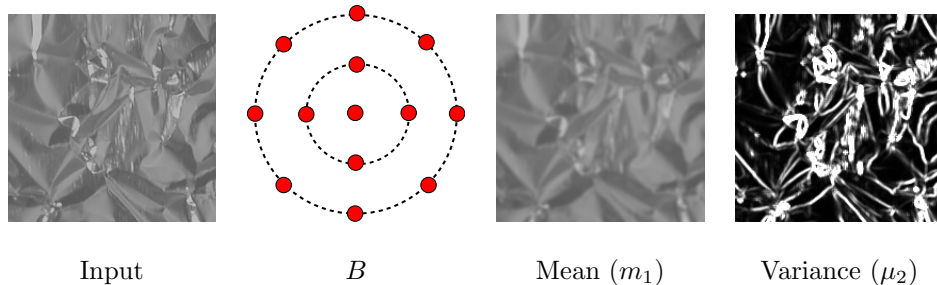 Input
B
Mean (m₁)
Variance (μ₂)